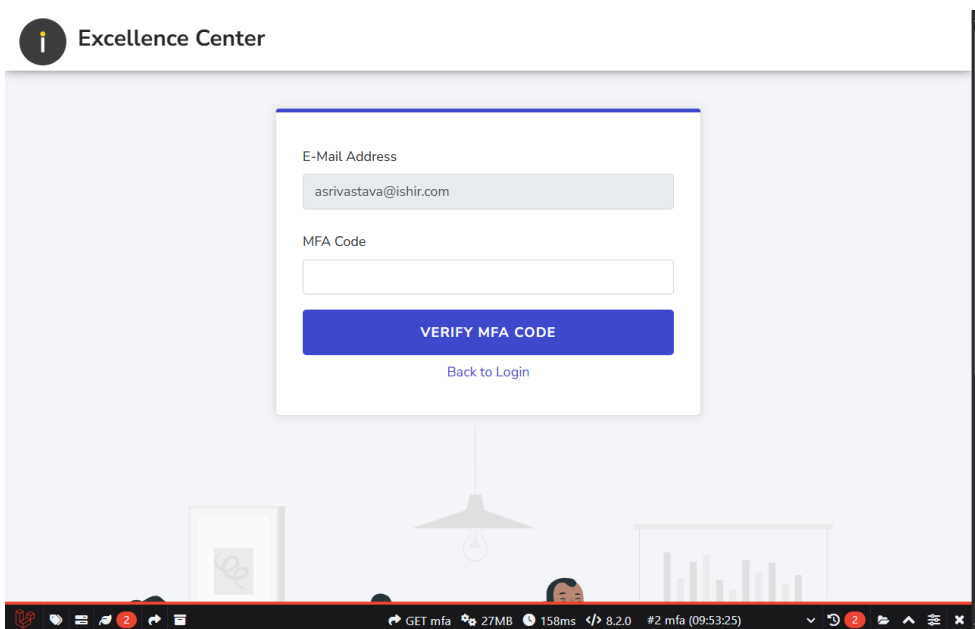 i
Excellence Center
E-Mail Address
asrivastava@ishir.com
MFA Code
VERIFY MFA CODE
Back to Login
2 GET mfa 27MB 158ms </> 8.2.0 #2 mfa (09:53:25) 2